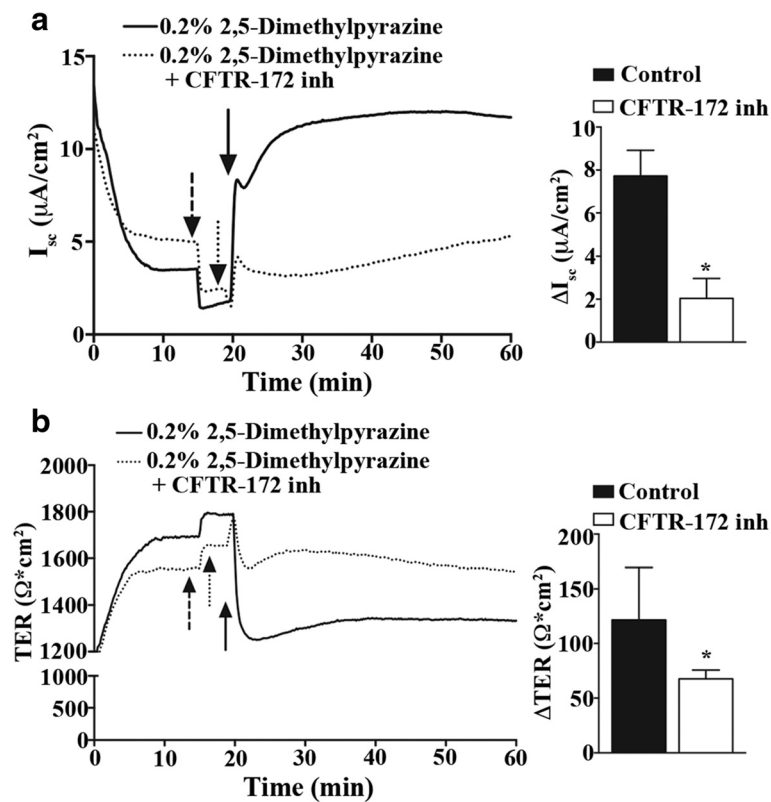 a
0.2% 2,5-Dimethylpyrazine
0.2% 2,5-Dimethylpyrazine
+ CFTR-172 inh
15
10
5
0
Isc (μA/cm²)
0 10 20 30 40 50 60
Time (min)
Control
CFTR-172 inh
10
8
6
4
2
0
ΔIsc (μA/cm²)
*
b
0.2% 2,5-Dimethylpyrazine
0.2% 2,5-Dimethylpyrazine
+ CFTR-172 inh
2000
1800
1600
1400
1200
1000
500
0
TER (Ω*cm²)
0 10 20 30 40 50 60
Time (min)
Control
CFTR-172 inh
200
150
100
50
0
ΔTER (Ω*cm²)
*